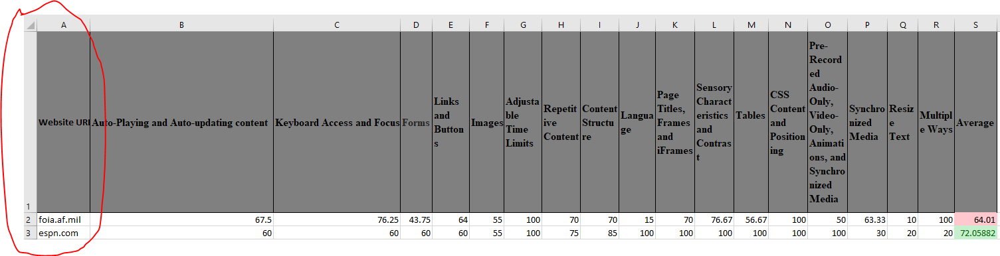 A B C D E F G H I J K L M N O P Q R S
1 Website URI Auto-Playing and Auto-updating content Keyboard Access and Focus Forms Links and Buttons Images Adjustable Time Limits Repetitive Content Content Structure Language Page Titles, Frames and iFrames Sensory Characteristics and Contrast Tables CSS Content and Positioning Pre-Recorded Audio-Only, Video-Only, Animations, and Synchronized Media Synchronized Media Resize Text Multiple Ways Average
2 foia.af.mil 67.5 76.25 43.75 64 55 100 70 70 15 70 76.67 56.67 100 50 63.33 10 100 64.01
3 espn.com 60 60 60 60 55 100 75 85 100 100 100 100 100 100 30 20 20 72.05882